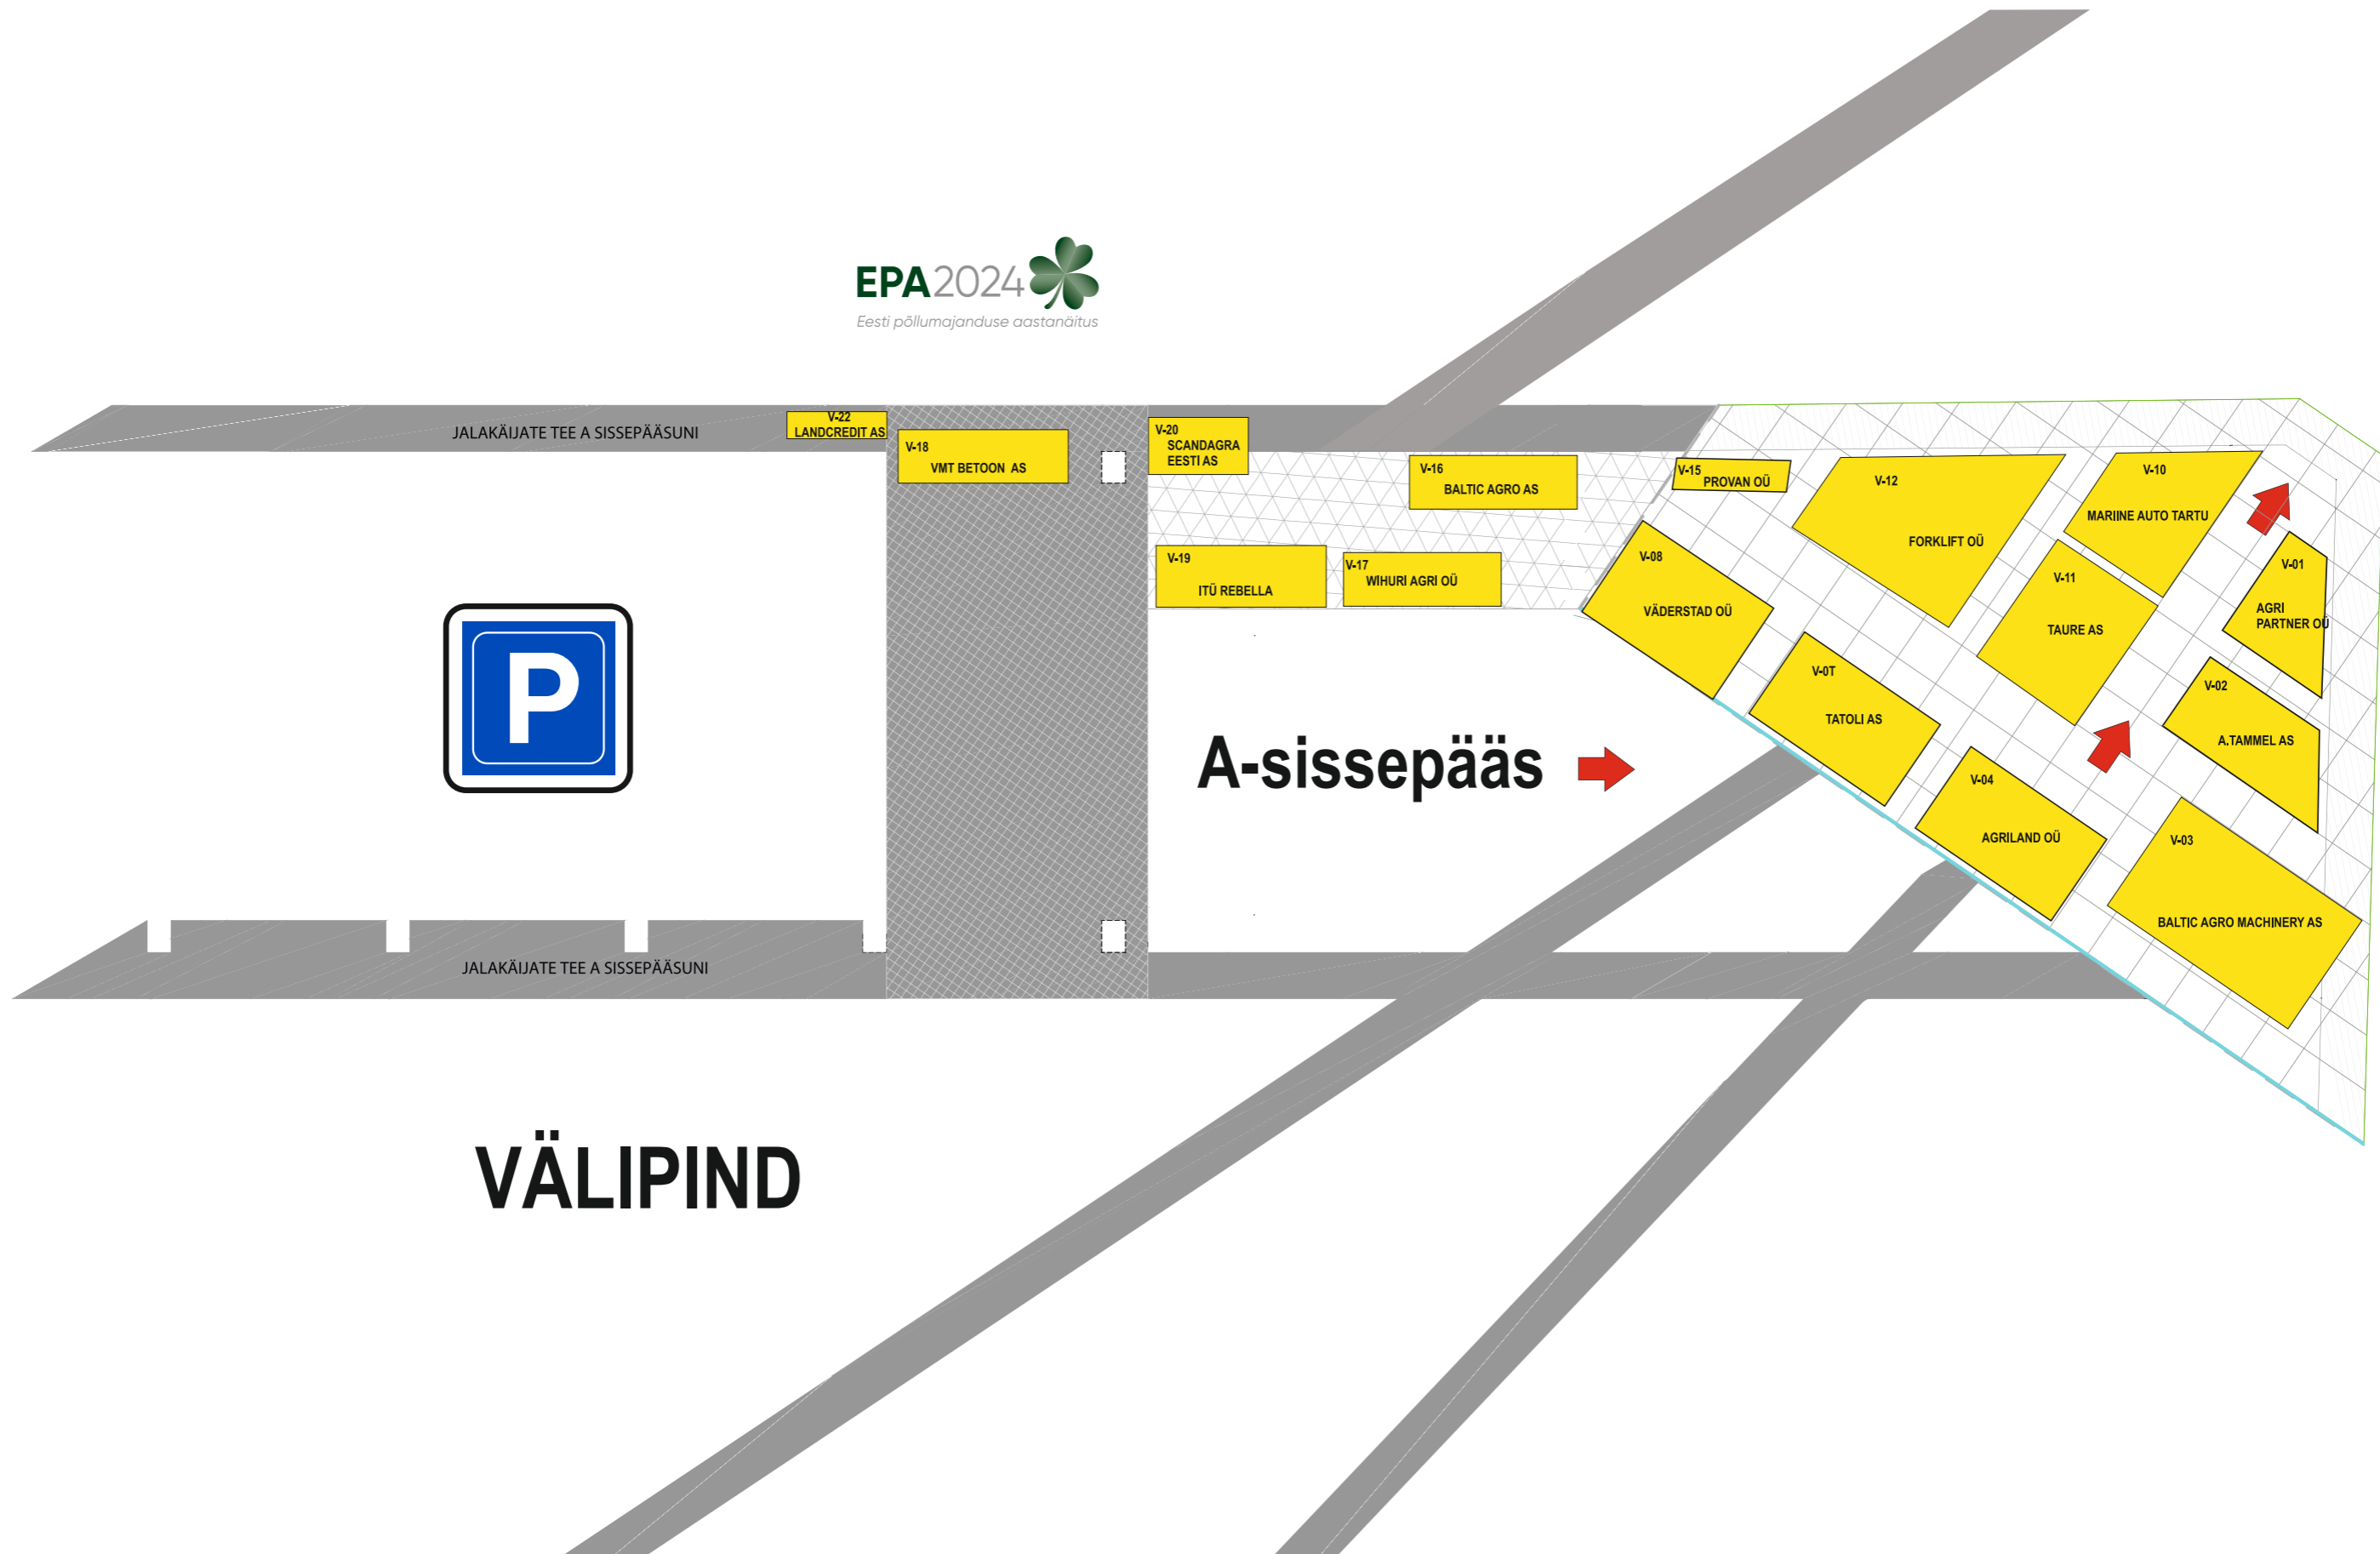 EPA2024
Eesti põllumajanduse aastanäitus
JALAKÄIJATE TEE A SISSEPÄÄSUNI
V-22
LANDCREDIT AS
V-18
VMT BETOON AS
V-20
SCANDAGRA
EESTI AS
V-16
BALTIC AGRO AS
V-15
PROVAN OÜ
V-12
FORKLIFT OÜ
V-10
MARIINE AUTO TARTU
V-19
ITÜ REBELLA
V-17
WIHURI AGRI OÜ
V-08
VÄDERSTAD OÜ
V-11
TAURE AS
V-01
AGRI
PARTNER OÜ
V-0T
TATOLI AS
V-02
A,TAMMEL AS
P
A-sissepääs
V-04
AGRILAND OÜ
V-03
BALTIC AGRO MACHINERY AS
JALAKÄIJATE TEE A SISSEPÄÄSUNI
VÄLIPIND